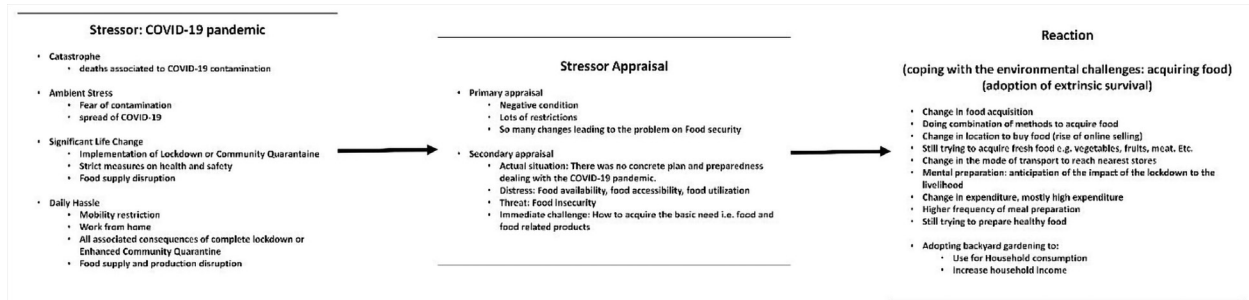 Stressor: COVID-19 pandemic
• Catastrophe
• deaths associated to COVID-19 contamination
• Ambient Stress
• Fear of contamination
• spread of COVID-19
• Significant Life Change
• Implementation of Lockdown or Community Quarantaine
• Strict measures on health and safety
• Food supply disruption
• Daily Hassle
• Mobility restriction
• Work from home
• All associated consequences of complete lockdown or
Enhanced Community Quarantine
• Food supply and production disruption
Stressor Appraisal
• Primary appraisal
• Negative condition
• Lots of restrictions
• So many changes leading to the problem on Food security
• Secondary appraisal
• Actual situation: There was no concrete plan and preparedness
dealing with the COVID-19 pandemic.
• Distress: Food availability, food accessibility, food utilization
• Threat: Food insecurity
• Immediate challenge: How to acquire the basic need i.e. food and
food related products
Reaction
(coping with the environmental challenges: acquiring food)
(adoption of extrinsic survival)
• Change in food acquisition
• Doing combination of methods to acquire food
• Change in location to buy food (rise of online selling)
• Still trying to acquire fresh food e.g. vegetables, fruits, meat. Etc.
• Change in the mode of transport to reach nearest stores
• Mental preparation: anticipation of the impact of the lockdown to the
livelihood
• Change in expenditure, mostly high expenditure
• Higher frequency of meal preparation
• Still trying to prepare healthy food
• Adopting backyard gardening to:
• Use for Household consumption
• Increase household income